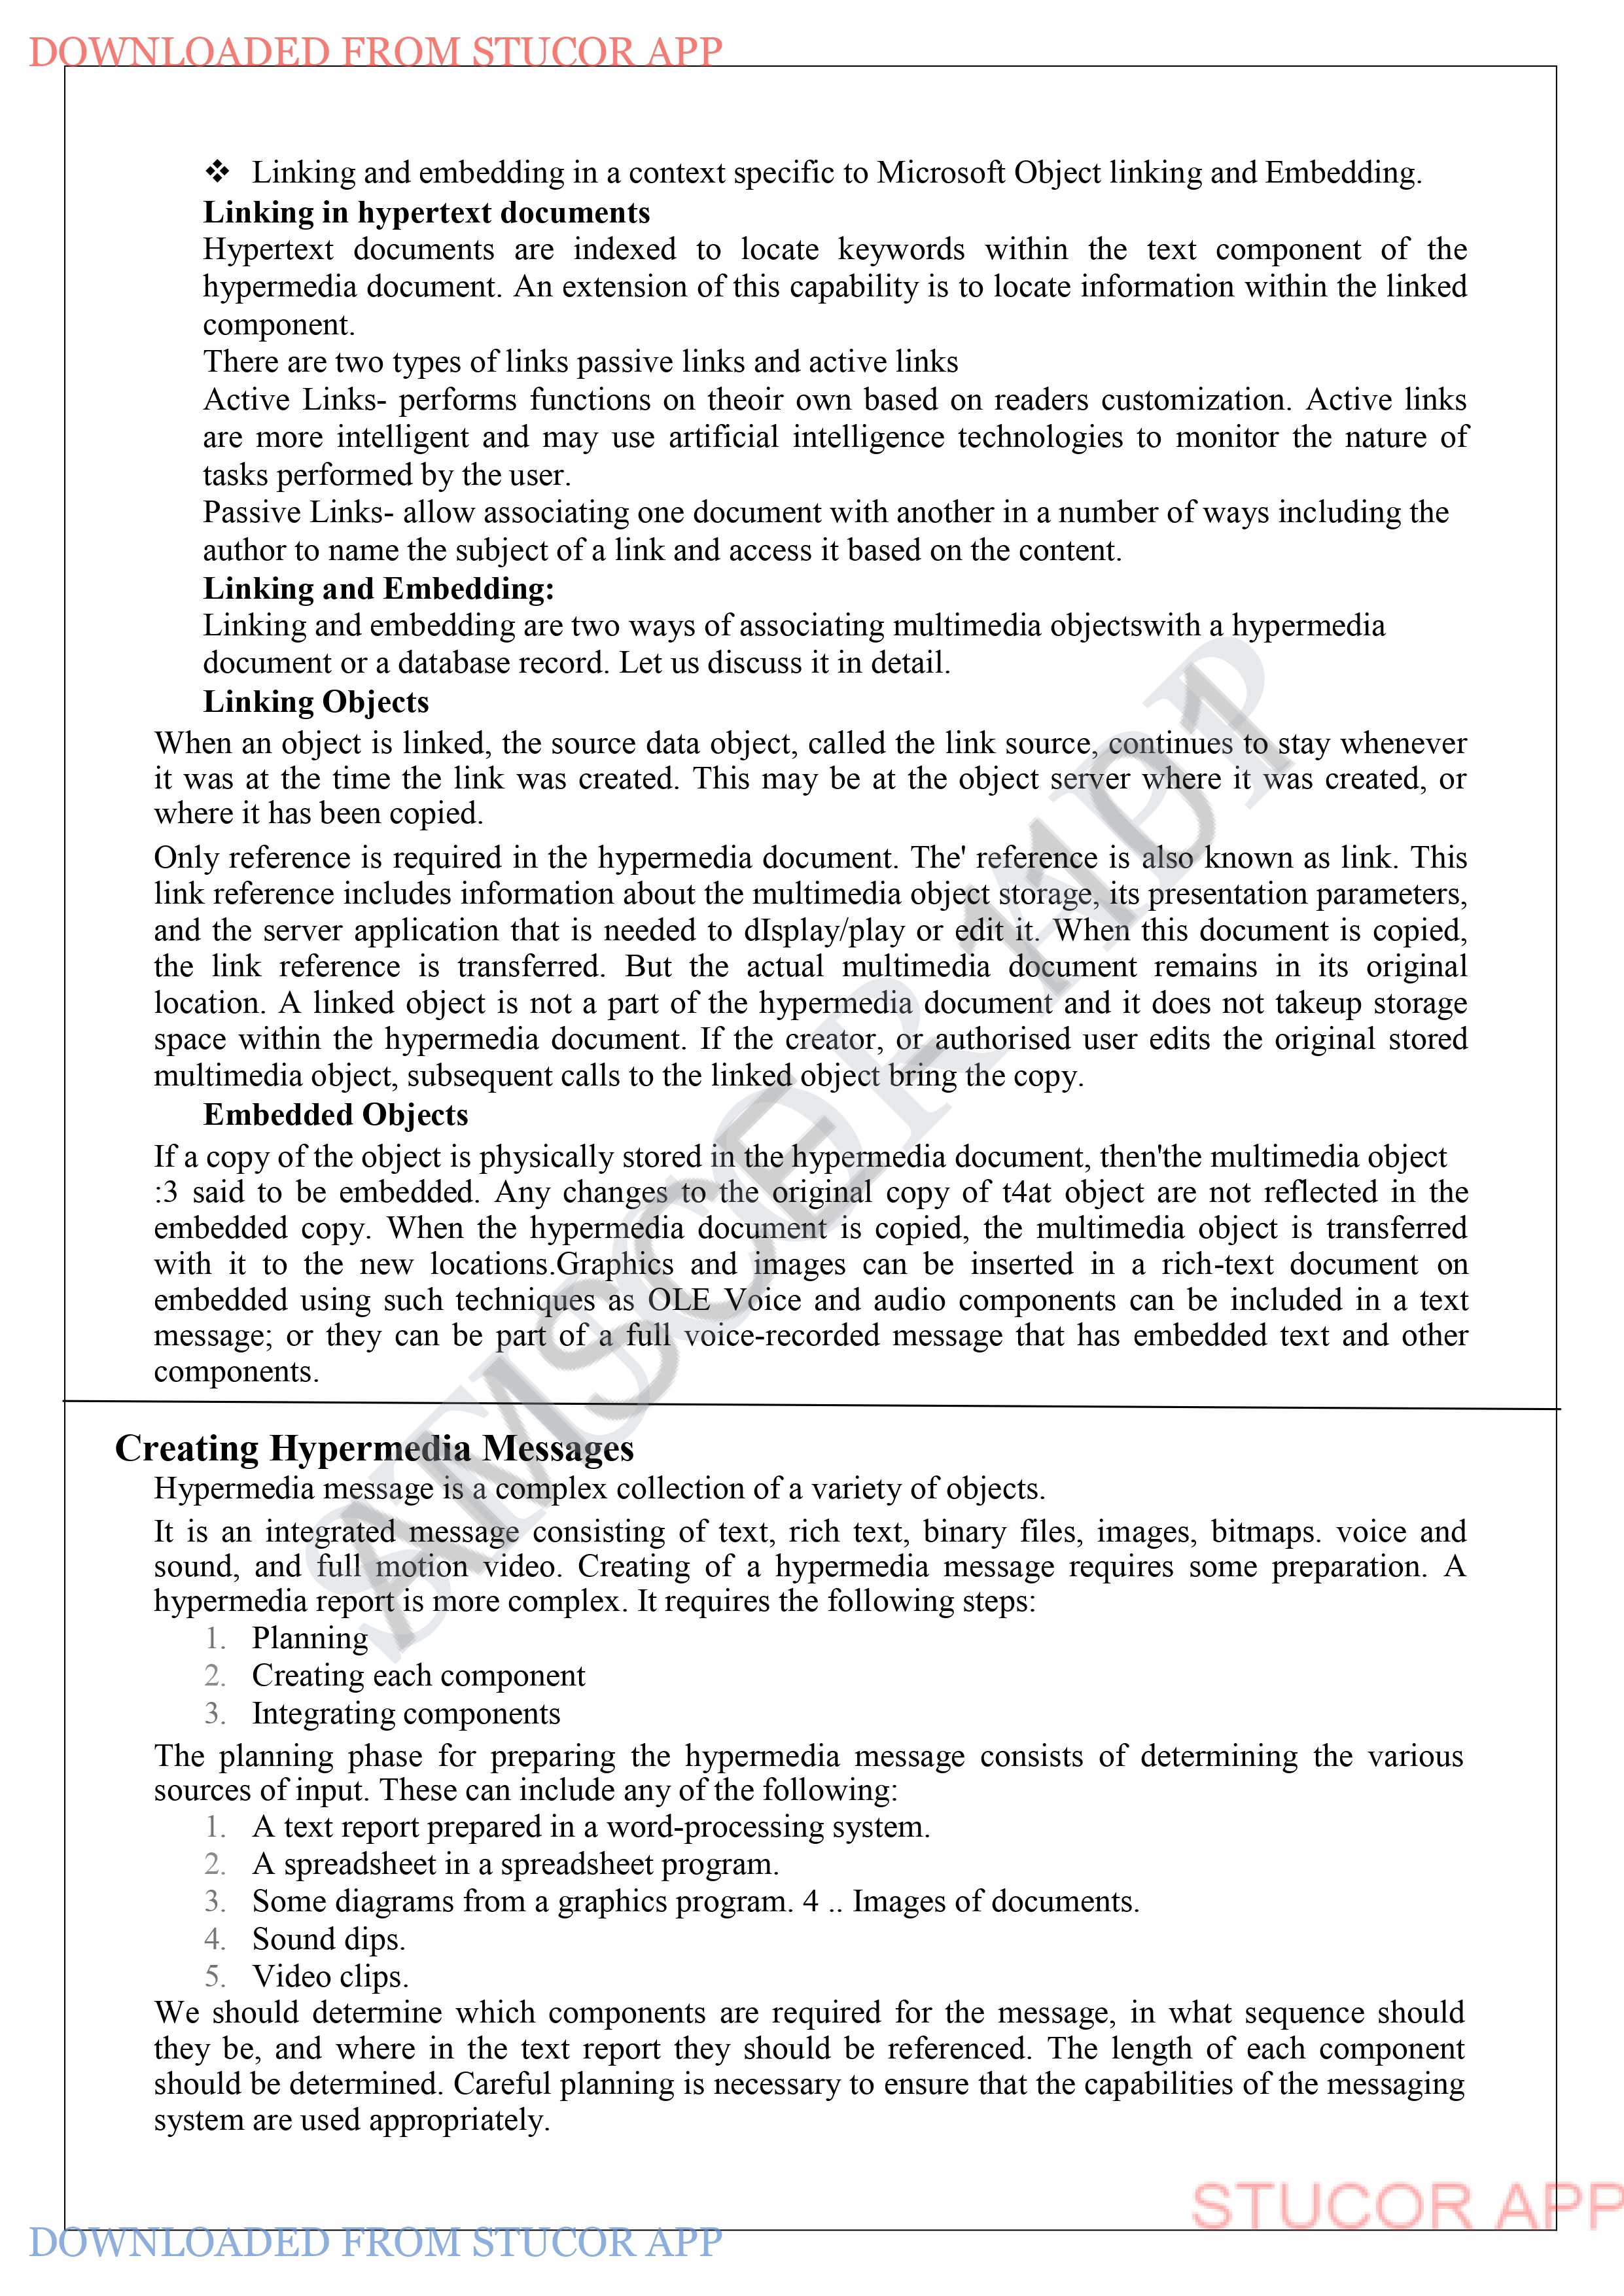 DOWNLOADED FROM STUCOR APP
❖ Linking and embedding in a context specific to Microsoft Object linking and Embedding.
Linking in hypertext documents
Hypertext documents are indexed to locate keywords within the text component of the
hypermedia document. An extension of this capability is to locate information within the linked
component.
There are two types of links passive links and active links
Active Links- performs functions on theoir own based on readers customization. Active links
are more intelligent and may use artificial intelligence technologies to monitor the nature of
tasks performed by the user.
Passive Links- allow associating one document with another in a number of ways including the
author to name the subject of a link and access it based on the content.
Linking and Embedding:
Linking and embedding are two ways of associating multimedia objectswith a hypermedia
document or a database record. Let us discuss it in detail.
Linking Objects
When an object is linked, the source data object, called the link source, continues to stay whenever
it was at the time the link was created. This may be at the object server where it was created, or
where it has been copied.
Only reference is required in the hypermedia document. The' reference is also known as link. This
link reference includes information about the multimedia object storage, its presentation parameters,
and the server application that is needed to dIsplay/play or edit it. When this document is copied,
the link reference is transferred. But the actual multimedia document remains in its original
location. A linked object is not a part of the hypermedia document and it does not takeup storage
space within the hypermedia document. If the creator, or authorised user edits the original stored
multimedia object, subsequent calls to the linked object bring the copy.
Embedded Objects
If a copy of the object is physically stored in the hypermedia document, then'the multimedia object
:3 said to be embedded. Any changes to the original copy of t4at object are not reflected in the
embedded copy. When the hypermedia document is copied, the multimedia object is transferred
with it to the new locations.Graphics and images can be inserted in a rich-text document on
embedded using such techniques as OLE Voice and audio components can be included in a text
message; or they can be part of a full voice-recorded message that has embedded text and other
components.
Creating Hypermedia Messages
Hypermedia message is a complex collection of a variety of objects.
It is an integrated message consisting of text, rich text, binary files, images, bitmaps. voice and
sound, and full motion video. Creating of a hypermedia message requires some preparation. A
hypermedia report is more complex. It requires the following steps:
1. Planning
2. Creating each component
3. Integrating components
The planning phase for preparing the hypermedia message consists of determining the various
sources of input. These can include any of the following:
1. A text report prepared in a word-processing system.
2. A spreadsheet in a spreadsheet program.
3. Some diagrams from a graphics program. 4 .. Images of documents.
4. Sound dips.
5. Video clips.
We should determine which components are required for the message, in what sequence should
they be, and where in the text report they should be referenced. The length of each component
should be determined. Careful planning is necessary to ensure that the capabilities of the messaging
system are used appropriately.
AMSCE 1101
STUCOR APP
STUCOR APP
DOWNLOADED FROM STUCOR APP